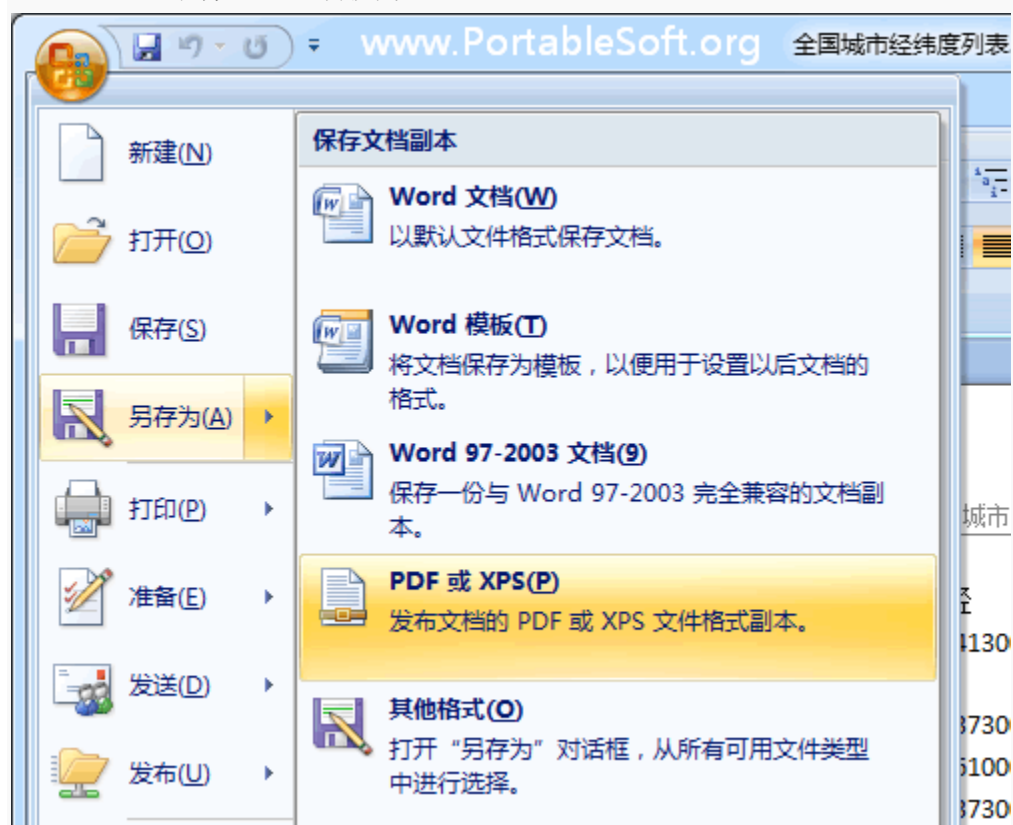 www.PortableSoft.org 全国城市经纬度列表
新建(N)
打开(O)
保存(S)
另存为(A)
打印(P)
准备(E)
发送(D)
发布(U)
保存文档副本
Word 文档(W)
以默认文件格式保存文档。
Word 模板(T)
将文档保存为模板，以便用于设置以后文档的
格式。
Word 97-2003 文档(9)
保存一份与 Word 97-2003 完全兼容的文档副
本。
PDF 或 XPS(P)
发布文档的 PDF 或 XPS 文件格式副本。
其他格式(O)
打开“另存为”对话框，从所有可用文件类型
中进行选择。
城市
4130
3730
5100
3730